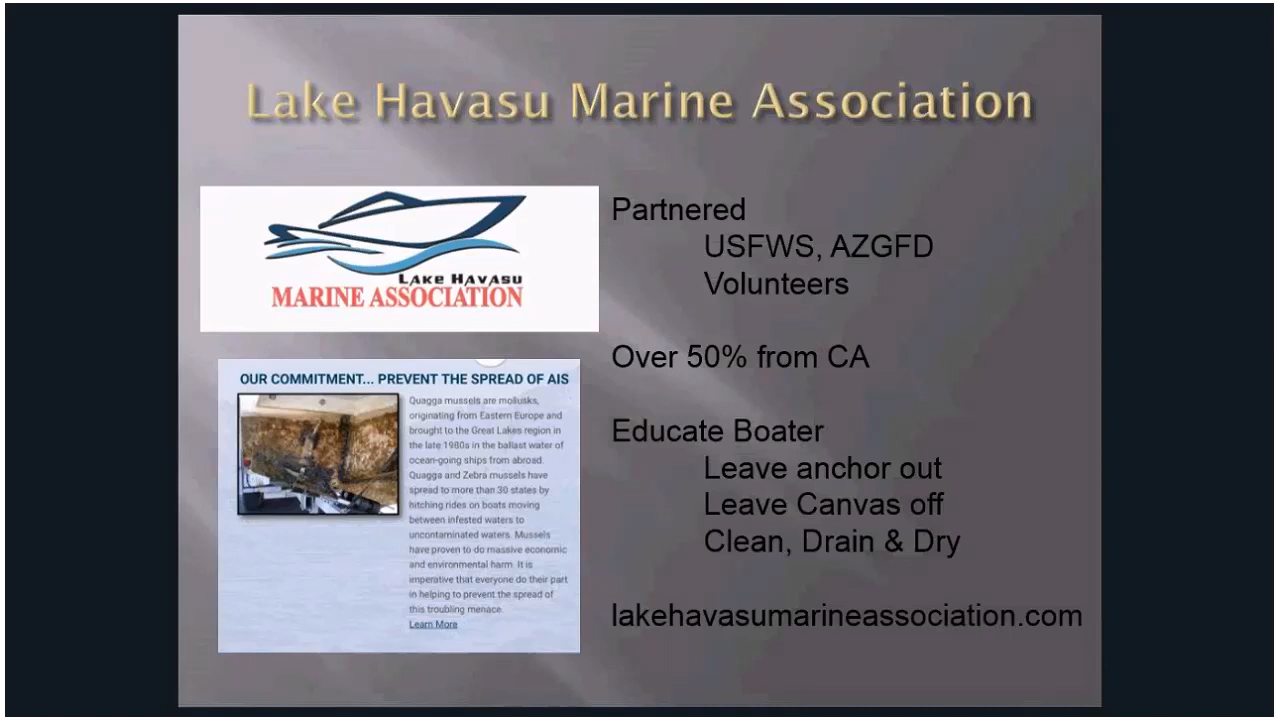 Lake Havasu Marine Association
LAKE HAVASU
MARINE ASSOCIATION
Partnered
USFWS, AZGFD
Volunteers
Over 50% from CA
Educate Boater
Leave anchor out
Leave Canvas off
Clean, Drain & Dry
lakehavasumarineassociation.com
OUR COMMITMENT... PREVENT THE SPREAD OF AIS
Quagga mussels are mollusks,
originating from Eastern Europe and
brought to the Great Lakes region in
the late 1980s in the ballast water of
ocean-going ships from abroad.
Quagga and Zebra mussels have
spread to more than 30 states by
hitching rides on boats moving
between infested waters to
uncontaminated waters. Mussels
have proven to do massive economic
and environmental harm. It is
imperative that everyone do their part
in helping to prevent the spread of
this troubling menace.
Learn More